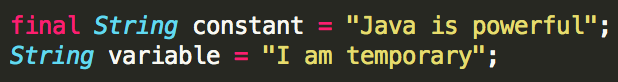 final String constant = "Java is powerful";
String variable = "I am temporary";